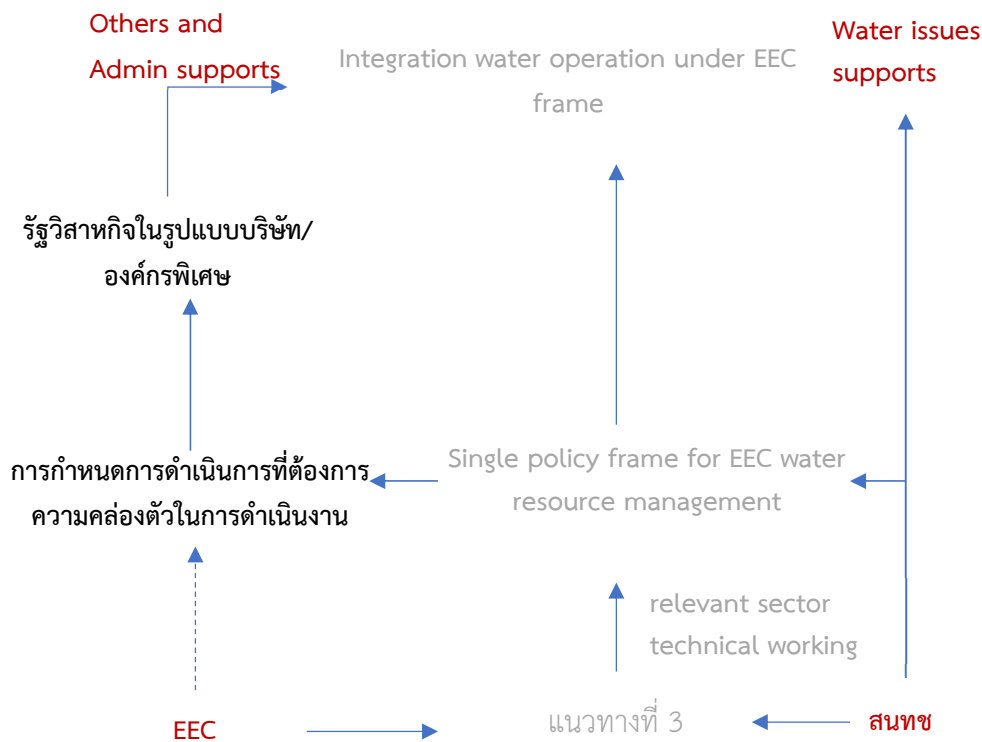 Others and
Admin supports
Integration water operation under EEC
frame
Water issues
supports
รัฐวิสาหกิจในรูปแบบบริษัท/
องค์กรพิเศษ
การกำหนดการดำเนินการที่ต้องการ
ความคล่องตัวในการดำเนินงาน
Single policy frame for EEC water
resource management
relevant sector
technical working
EEC
แนวทางที่ 3
สนทช